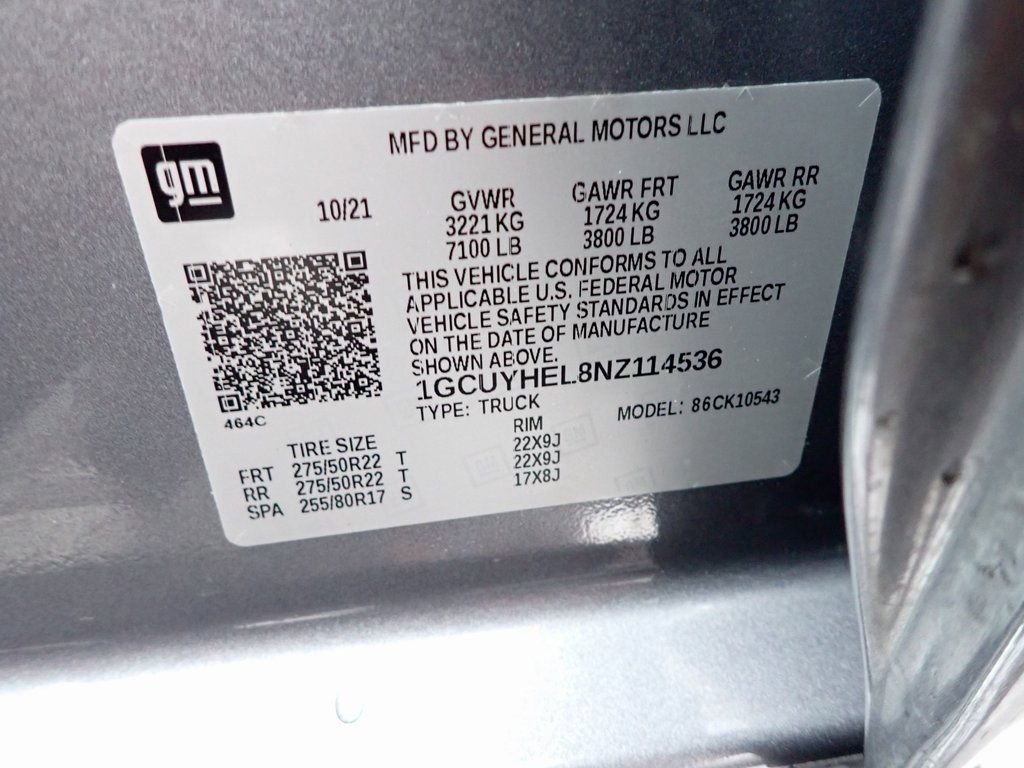 MFD BY GENERAL MOTORS LLC
gm
10/21
GVWR
3221 KG
7100 LB
GAWR FRT
1724 KG
3800 LB
GAWR RR
1724 KG
3800 LB
THIS VEHICLE CONFORMS TO ALL
APPLICABLE U.S. FEDERAL MOTOR
VEHICLE SAFETY STANDARDS IN EFFECT
ON THE DATE OF MANUFACTURE
SHOWN ABOVE.
1GCUYHEL8NZ114536
TYPE: TRUCK
MODEL: 86CK10543
464C
TIRE SIZE RIM
FRT 275/50R22 T 22X9J
RR 275/50R22 T 22X9J
SPA 255/80R17 S 17X8J